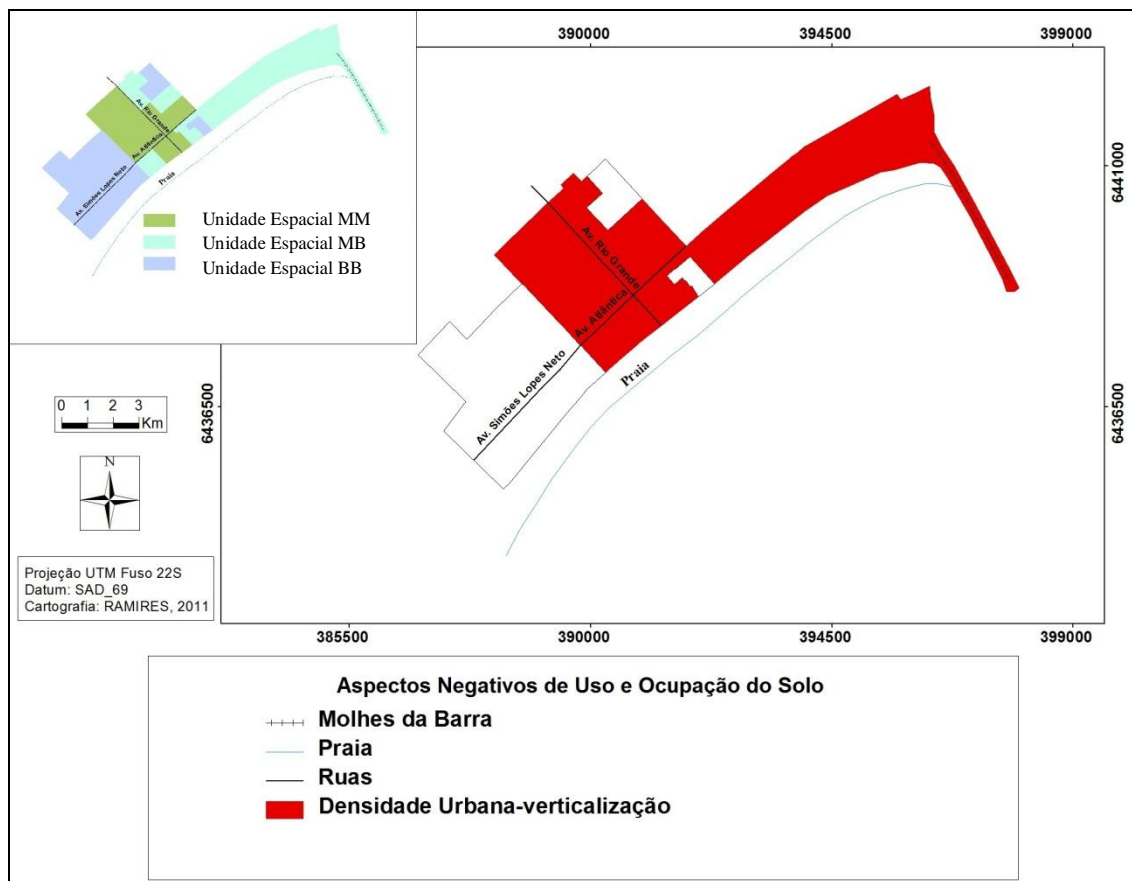 Av. Rio Grande
Av. Atlântica
Av. Simões Lopes Neto
Praia
Unidade Espacial MM
Unidade Espacial MB
Unidade Espacial BB
390000
394500
399000
6441000
6436500
6436500
Av. Rio Grande
Av. Atlântica
Av. Simões Lopes Neto
Praia
0 1 2 3
Km
N
Projeção UTM Fuso 22S
Datum: SAD_69
Cartografia: RAMIRES, 2011
385500
390000
394500
399000
Aspectos Negativos de Uso e Ocupação do Solo
Molhes da Barra
Praia
Ruas
Densidade Urbana-verticalização